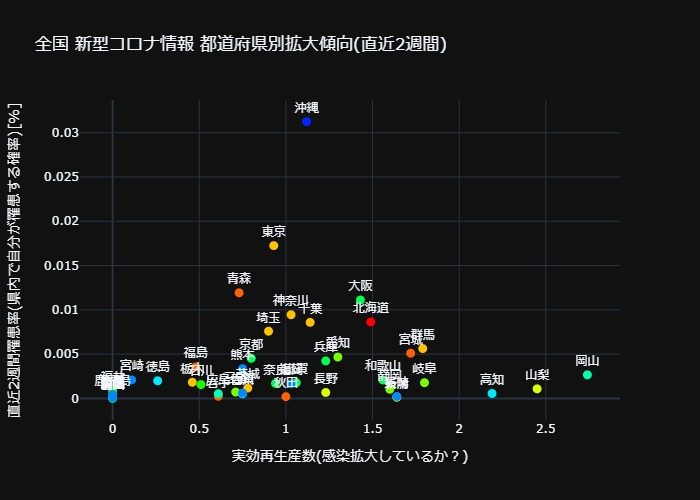 全国 新型コロナ情報 都道府県別拡大傾向(直近2週間)
直近2週間罹患率(県内で自分が罹患する確率)[%]
0.03
0.025
0.02
0.015
0.01
0.005
0
沖縄
東京
青森
大阪
神奈川
千葉
北海道
埼玉
京都
兵庫
愛知
宮城
群馬
福島
熊本
宮崎
徳島
和歌山
岐阜
岡山
秋田
長野
高知
山梨
0
0.5
1
1.5
2
2.5
実効再生産数(感染拡大しているか？)